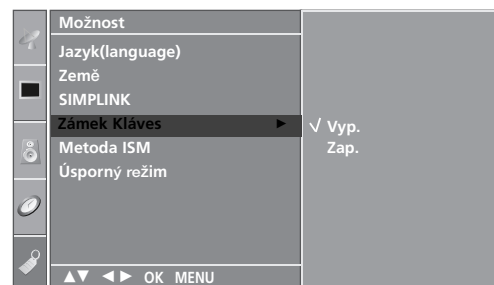 Možnost
Jazyk(language)
Země
SIMPLINK
Zámek Kláves ►
√ Vyp.
Zap.
Metoda ISM
Úsporný režim
▲▼ ◄► OK MENU